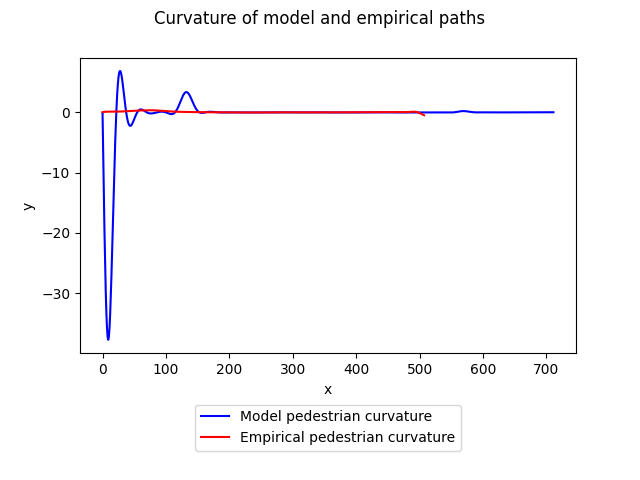 Curvature of model and empirical paths
0
−10
−20
−30
y
0 100 200 300 400 500 600 700
x
Model pedestrian curvature
Empirical pedestrian curvature